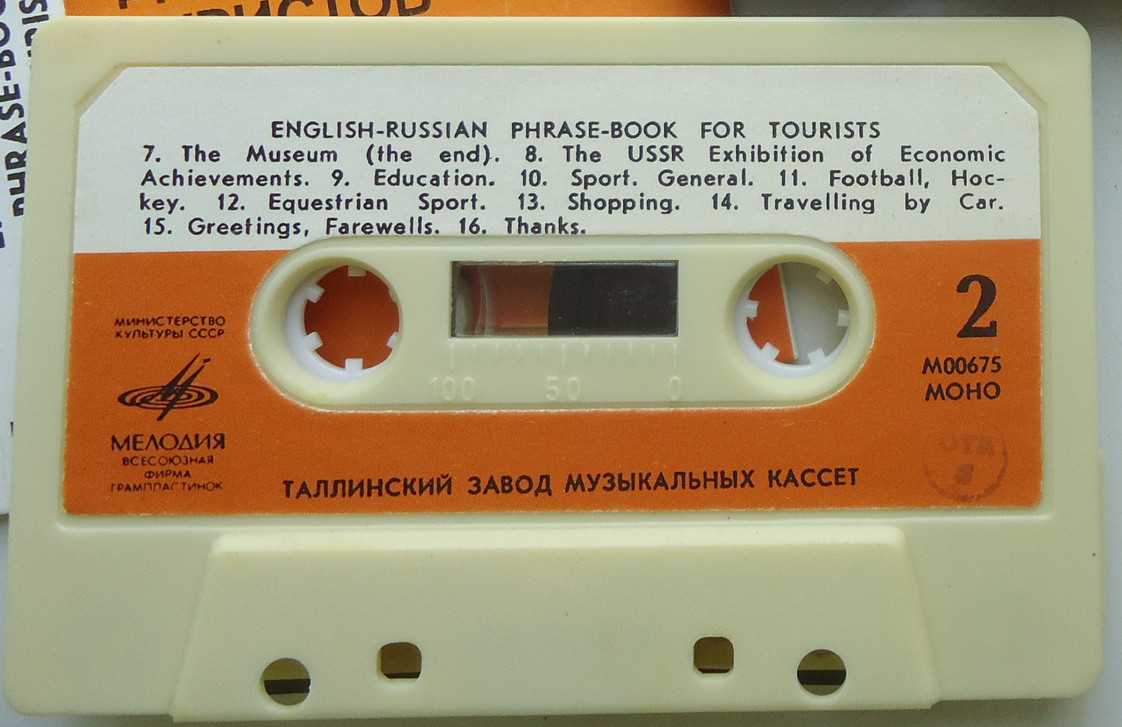 УРИСТОВ
PHRASE-BOO
ENGLISH-RUSSIAN PHRASE-BOOK FOR TOURISTS
7. The Museum (the end). 8. The USSR Exhibition of Economic
Achievements. 9. Education. 10. Sport. General. 11. Football, Hoc-
key. 12. Equestrian Sport. 13. Shopping. 14. Travelling by Car.
15. Greetings, Farewells. 16. Thanks.
МИНИСТЕРСТВО
КУЛЬТУРЫ СССР
МЕЛОДИЯ
ВСЕСОЮЗНАЯ
ФИРМА
ГРАМПЛАСТИНОК
100 50 0
2
М00675
МОНО
ТАЛЛИНСКИЙ ЗАВОД МУЗЫКАЛЬНЫХ КАССЕТ